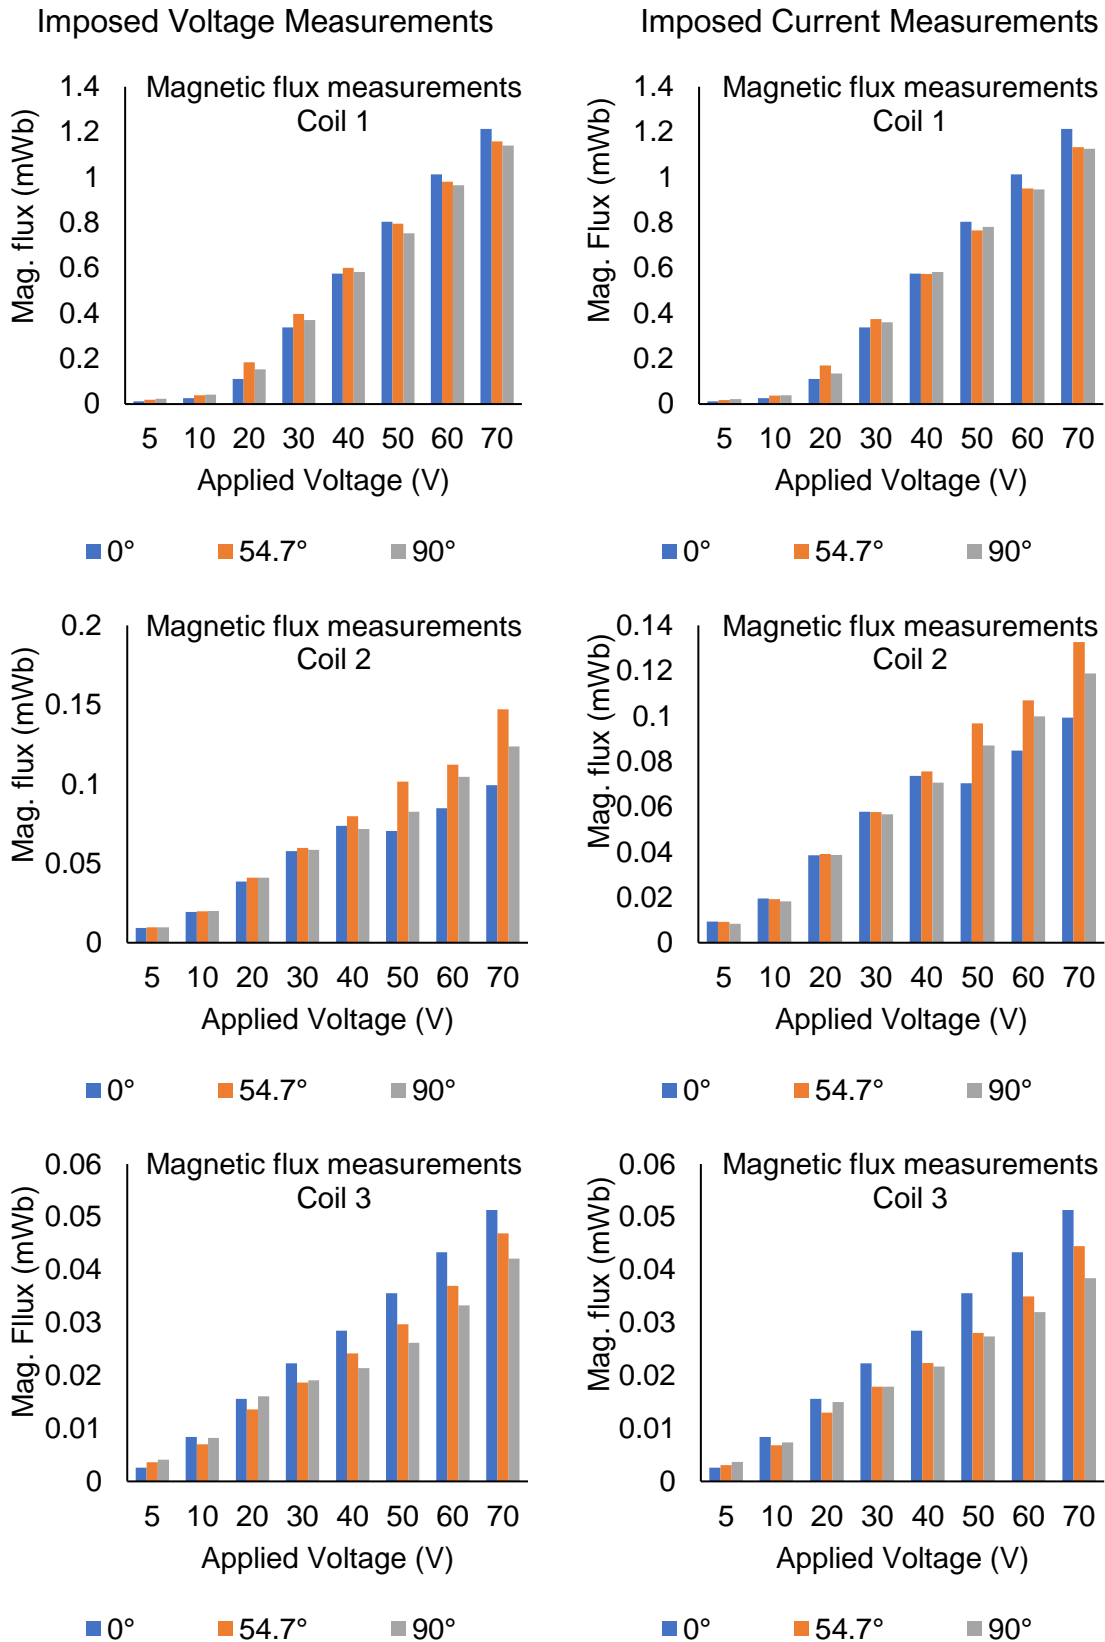 Imposed Voltage Measurements
Imposed Current Measurements
Magnetic flux measurements
Coil 1
Mag. flux (mWb)
1.4
1.2
1
0.8
0.6
0.4
0.2
0
5 10 20 30 40 50 60 70
Applied Voltage (V)
0° 54.7° 90°
Magnetic flux measurements
Coil 1
Mag. Flux (mWb)
1.4
1.2
1
0.8
0.6
0.4
0.2
0
5 10 20 30 40 50 60 70
Applied Voltage (V)
0° 54.7° 90°
Magnetic flux measurements
Coil 2
Mag. flux (mWb)
0.2
0.15
0.1
0.05
0
5 10 20 30 40 50 60 70
Applied Voltage (V)
0° 54.7° 90°
Magnetic flux measurements
Coil 2
Mag. flux (mWb)
0.14
0.12
0.1
0.08
0.06
0.04
0.02
0
5 10 20 30 40 50 60 70
Applied Voltage (V)
0° 54.7° 90°
Magnetic flux measurements
Coil 3
Mag. Fllux (mWb)
0.06
0.05
0.04
0.03
0.02
0.01
0
5 10 20 30 40 50 60 70
Applied Voltage (V)
0° 54.7° 90°
Magnetic flux measurements
Coil 3
Mag. flux (mWb)
0.06
0.05
0.04
0.03
0.02
0.01
0
5 10 20 30 40 50 60 70
Applied Voltage (V)
0° 54.7° 90°